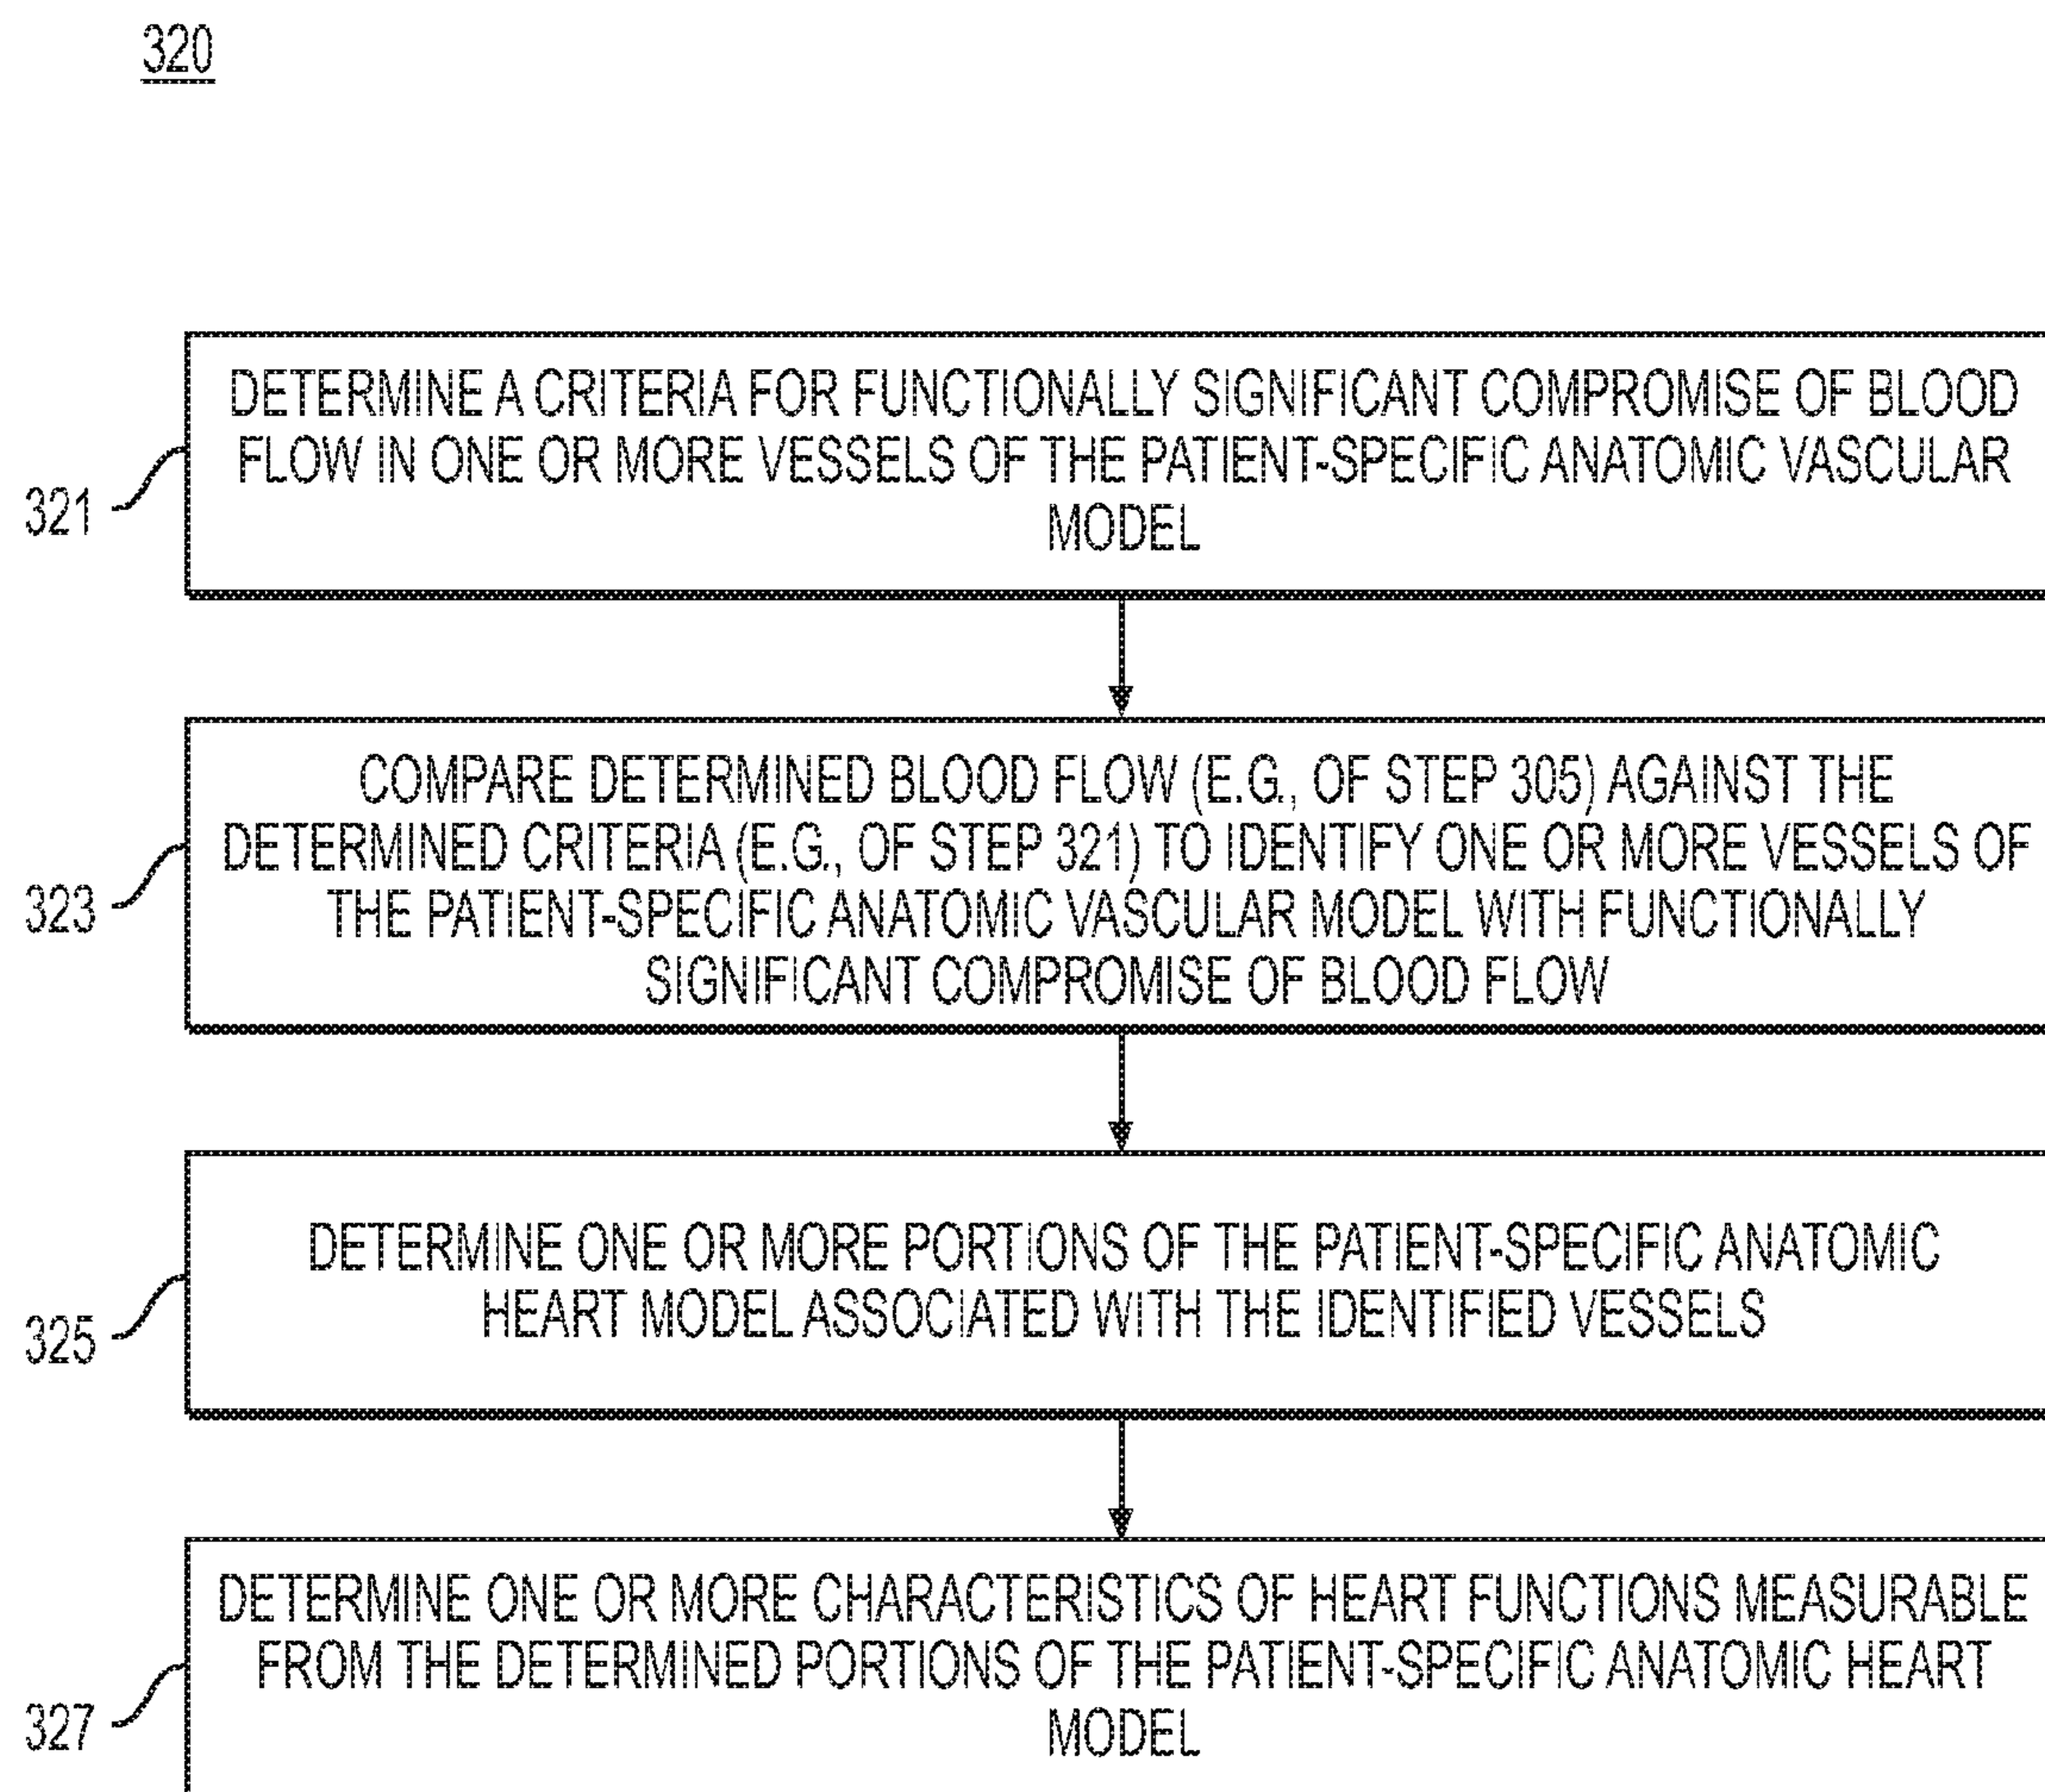 320
DETERMINE A CRITERIA FOR FUNCTIONALLY SIGNIFICANT COMPROMISE OF BLOOD
FLOW IN ONE OR MORE VESSELS OF THE PATIENT-SPECIFIC ANATOMIC VASCULAR
MODEL
321
COMPARE DETERMINED BLOOD FLOW (E.G., OF STEP 305) AGAINST THE
DETERMINED CRITERIA (E.G., OF STEP 321) TO IDENTIFY ONE OR MORE VESSELS OF
THE PATIENT-SPECIFIC ANATOMIC VASCULAR MODEL WITH FUNCTIONALLY
SIGNIFICANT COMPROMISE OF BLOOD FLOW
323
DETERMINE ONE OR MORE PORTIONS OF THE PATIENT-SPECIFIC ANATOMIC
HEART MODEL ASSOCIATED WITH THE IDENTIFIED VESSELS
325
DETERMINE ONE OR MORE CHARACTERISTICS OF HEART FUNCTIONS MEASURABLE
FROM THE DETERMINED PORTIONS OF THE PATIENT-SPECIFIC ANATOMIC HEART
MODEL
327